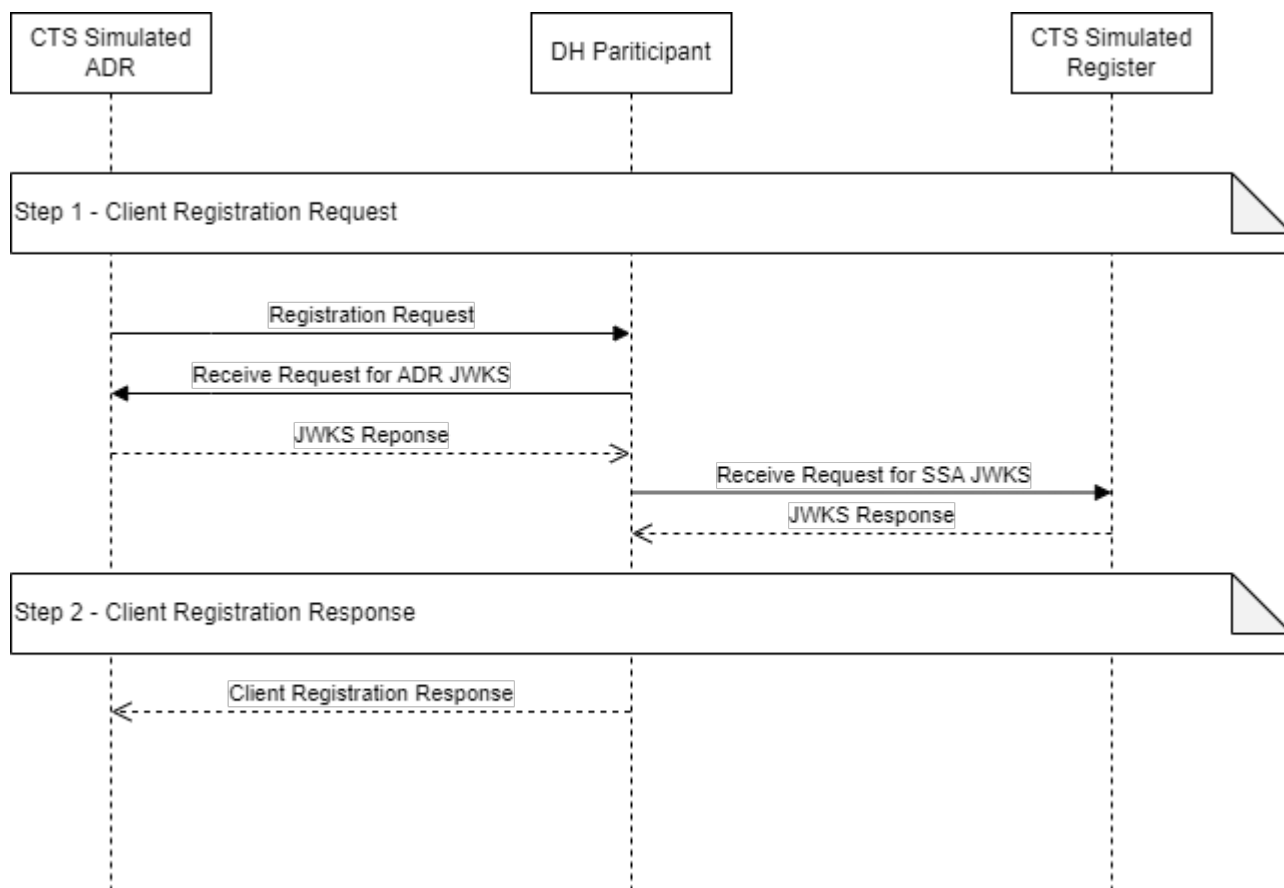 CTS Simulated
ADR
DH Pariticipant
CTS Simulated
Register
Step 1 - Client Registration Request
Registration Request
Receive Request for ADR JWKS
JWKS Reponse
Receive Request for SSA JWKS
JWKS Response
Step 2 - Client Registration Response
Client Registration Response